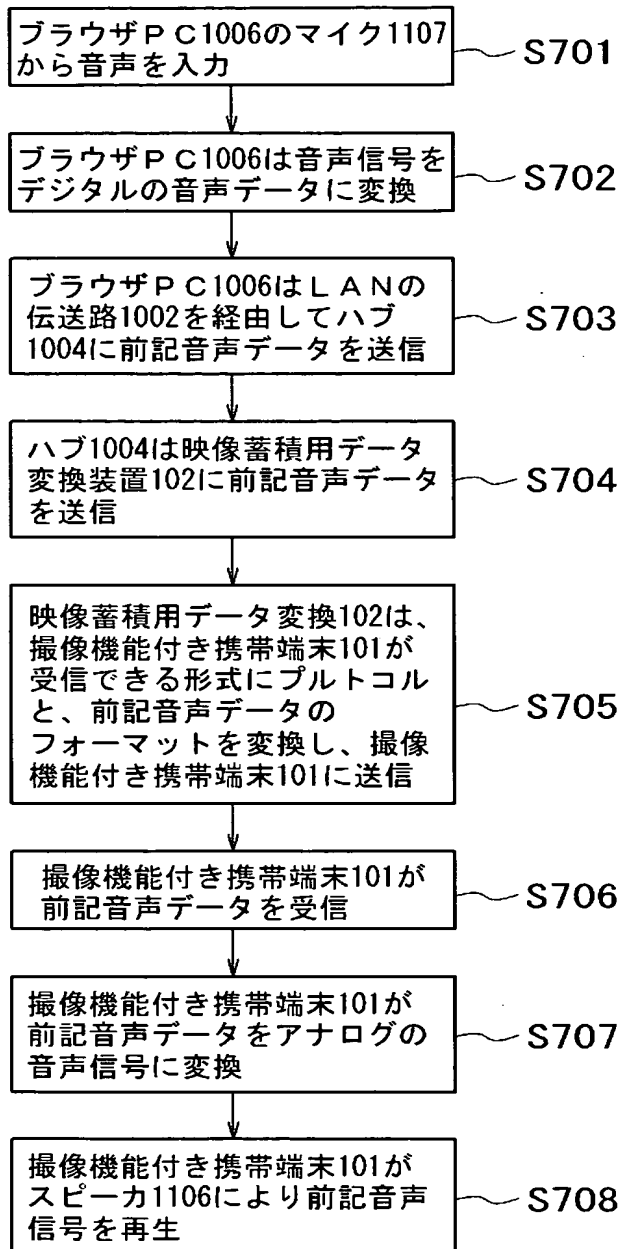 ブラウザPC1006のマイク1107
から音声を入力
S701
ブラウザPC1006は音声信号を
デジタルの音声データに変換
S702
ブラウザPC1006はLANの
伝送路1002を経由してハブ
1004に前記音声データを送信
S703
ハブ1004は映像蓄積用データ
変換装置102に前記音声データ
を送信
S704
映像蓄積用データ変換102は、
撮像機能付き携帯端末101が
受信できる形式にプルトコル
と、前記音声データの
フォーマットを変換し、撮像
機能付き携帯端末101に送信
S705
撮像機能付き携帯端末101が
前記音声データを受信
S706
撮像機能付き携帯端末101が
前記音声データをアナログの
音声信号に変換
S707
撮像機能付き携帯端末101が
スピーカ1106により前記音声
信号を再生
S708